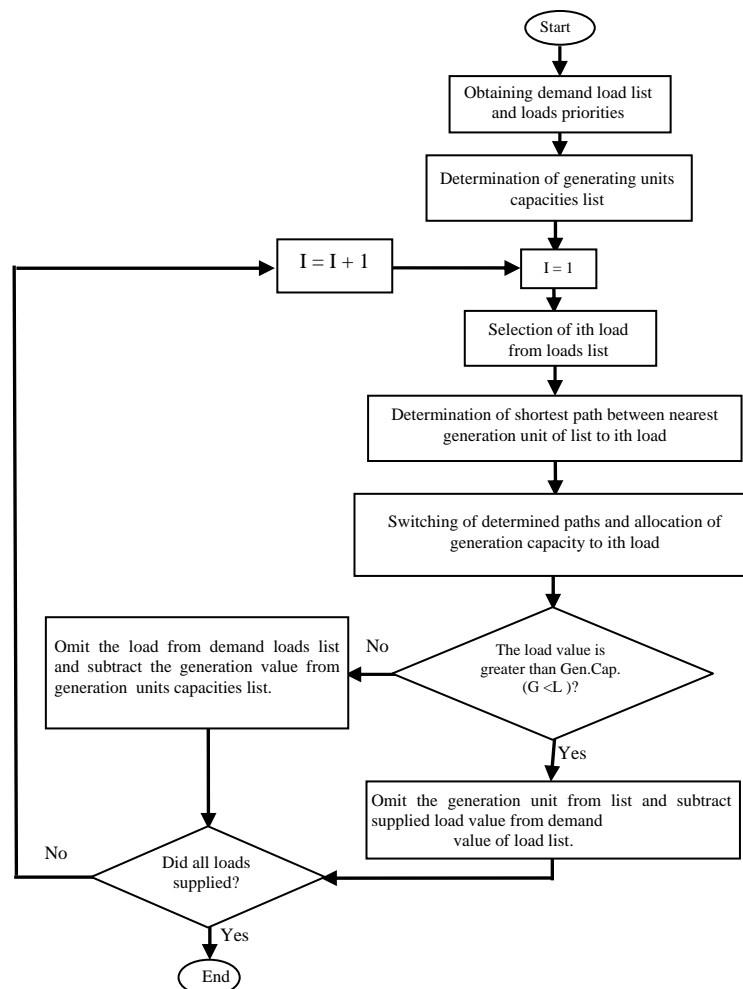 Start
Obtaining demand load list
and loads priorities
Determination of generating units
capacities list
I = I + 1
I = 1
Selection of ith load
from loads list
Determination of shortest path between nearest
generation unit of list to ith load
Switching of determined paths and allocation of
generation capacity to ith load
Omit the load from demand loads list
and subtract the generation value from
generation units capacities list.
No
The load value is
greater than Gen.Cap.
(G <L )?
Yes
Omit the generation unit from list and subtract
supplied load value from demand
value of load list.
No
Did all loads
supplied?
Yes
End